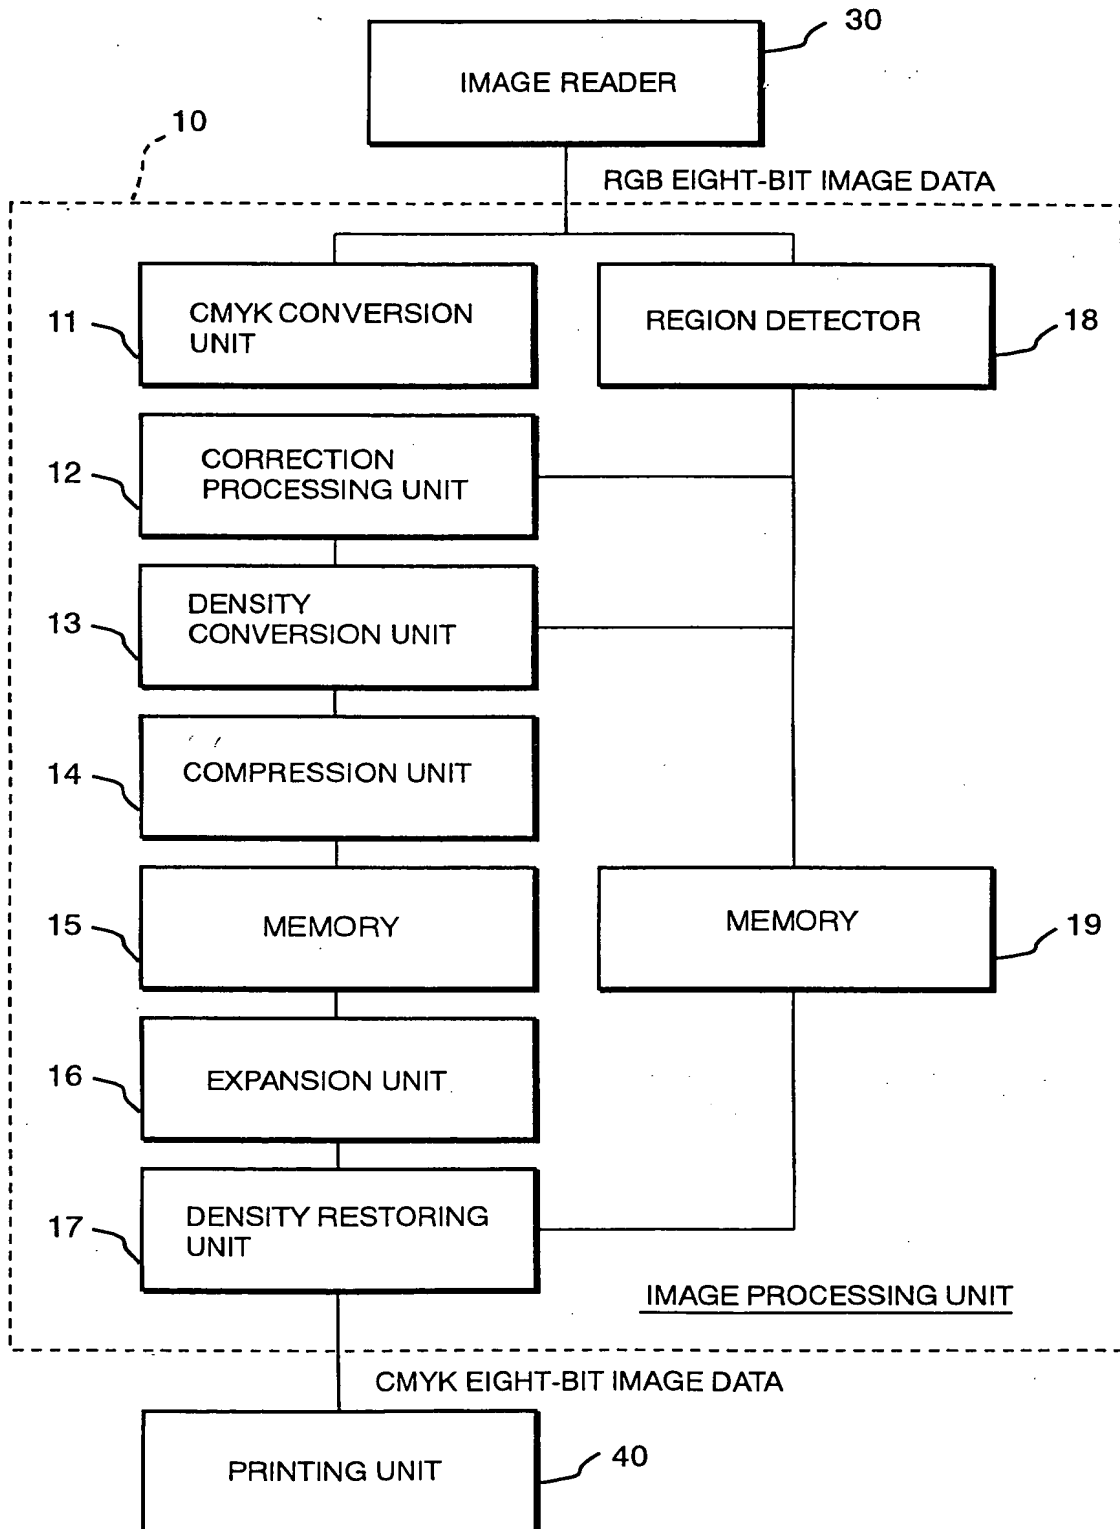 30
IMAGE READER
10
RGB EIGHT-BIT IMAGE DATA
11
CMYK CONVERSION
UNIT
REGION DETECTOR
18
12
CORRECTION
PROCESSING UNIT
13
DENSITY
CONVERSION UNIT
14
COMPRESSION UNIT
15
MEMORY
MEMORY
19
16
EXPANSION UNIT
17
DENSITY RESTORING
UNIT
IMAGE PROCESSING UNIT
CMYK EIGHT-BIT IMAGE DATA
PRINTING UNIT
40